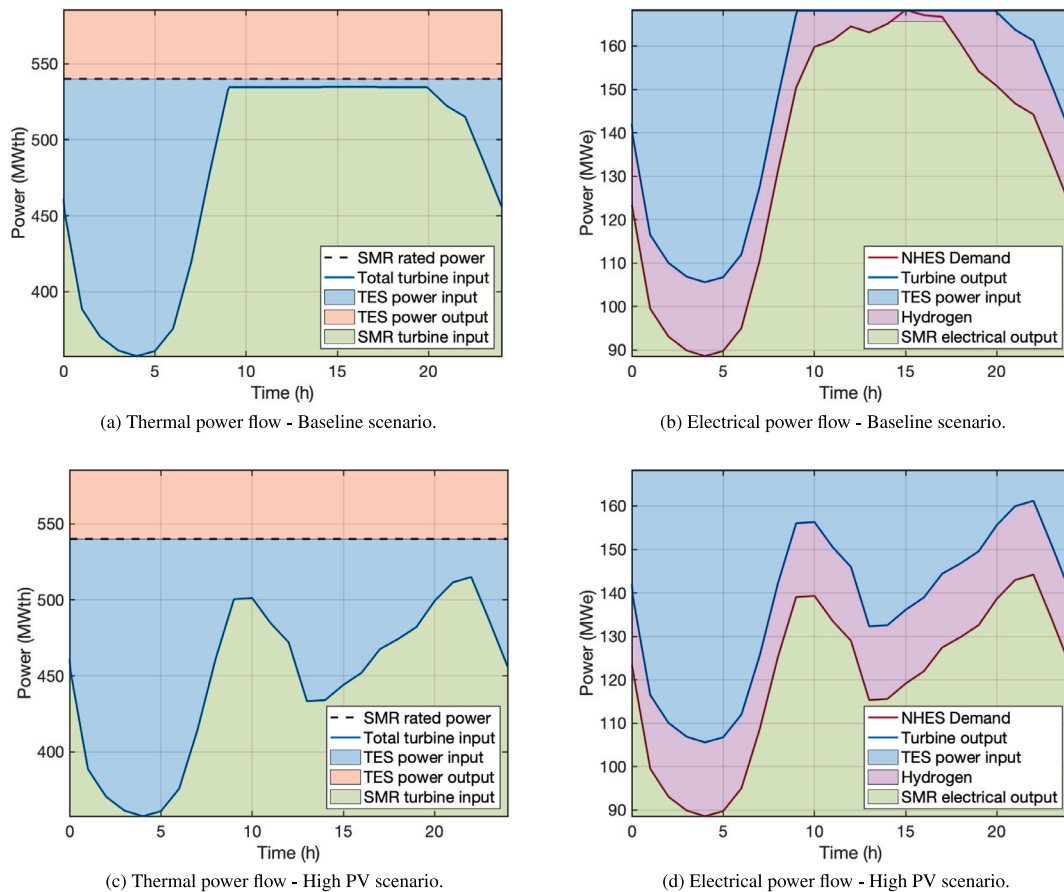 550
500
450
400
Power (MWth)
SMR rated power
Total turbine input
TES power input
TES power output
SMR turbine input
0 5 10 15 20
Time (h)
(a) Thermal power flow - Baseline scenario.
160
150
140
130
120
110
100
90
Power (MWe)
NHES Demand
Turbine output
TES power input
Hydrogen
SMR electrical output
0 5 10 15 20
Time (h)
(b) Electrical power flow - Baseline scenario.
550
500
450
400
Power (MWth)
SMR rated power
Total turbine input
TES power input
TES power output
SMR turbine input
0 5 10 15 20
Time (h)
(c) Thermal power flow - High PV scenario.
160
150
140
130
120
110
100
90
Power (MWe)
NHES Demand
Turbine output
TES power input
Hydrogen
SMR electrical output
0 5 10 15 20
Time (h)
(d) Electrical power flow - High PV scenario.